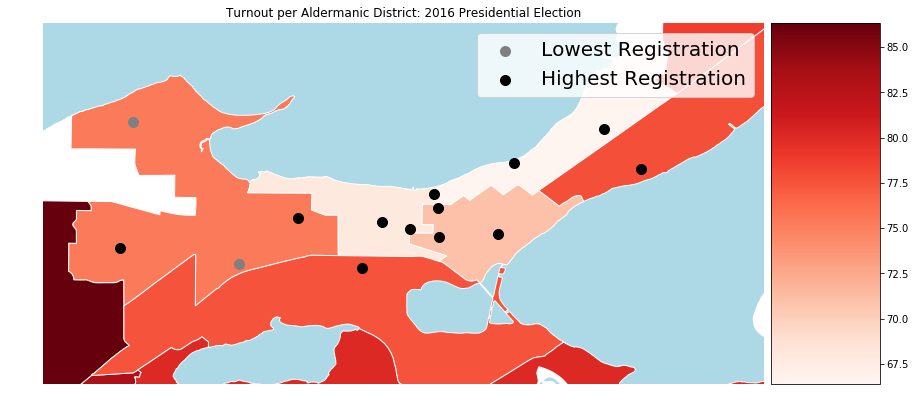 Turnout per Aldermanic District: 2016 Presidential Election
Lowest Registration
Highest Registration
85.0
82.5
80.0
77.5
75.0
72.5
70.0
67.5